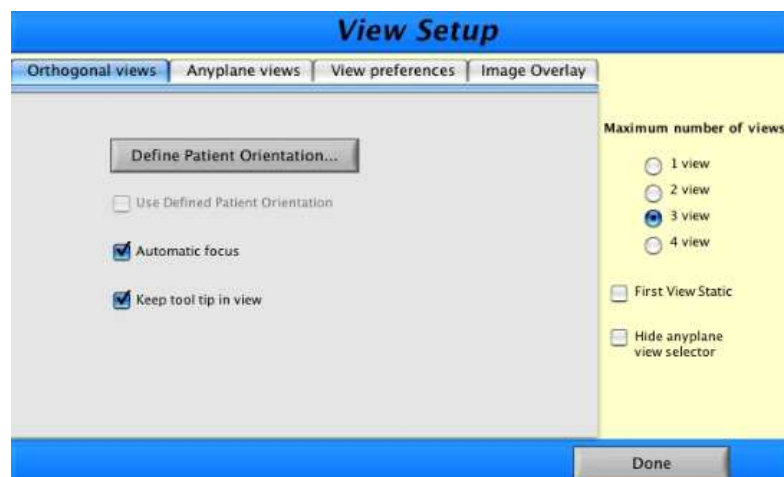 View Setup
Orthogonal views
Anyplane views
View preferences
Image Overlay
Define Patient Orientation...
Use Defined Patient Orientation
Automatic focus
Keep tool tip in view
Maximum number of views
1 view
2 view
3 view
4 view
First View Static
Hide anyplane
view selector
Done